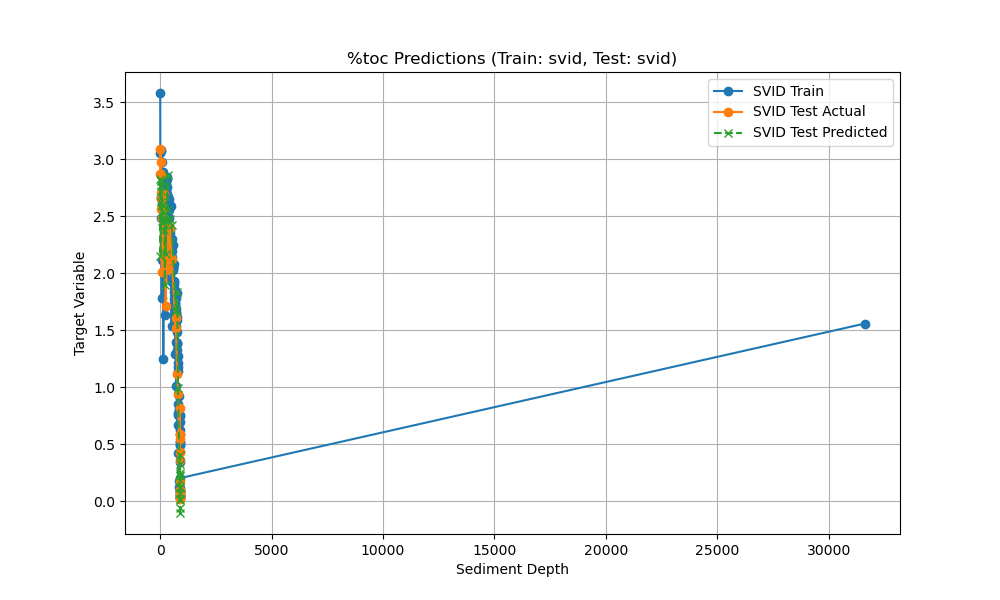 %toc Predictions (Train: svid, Test: svid)
SVID Train
SVID Test Actual
SVID Test Predicted
Target Variable
3.5
3.0
2.5
2.0
1.5
1.0
0.5
0.0
0 5000 10000 15000 20000 25000 30000
Sediment Depth